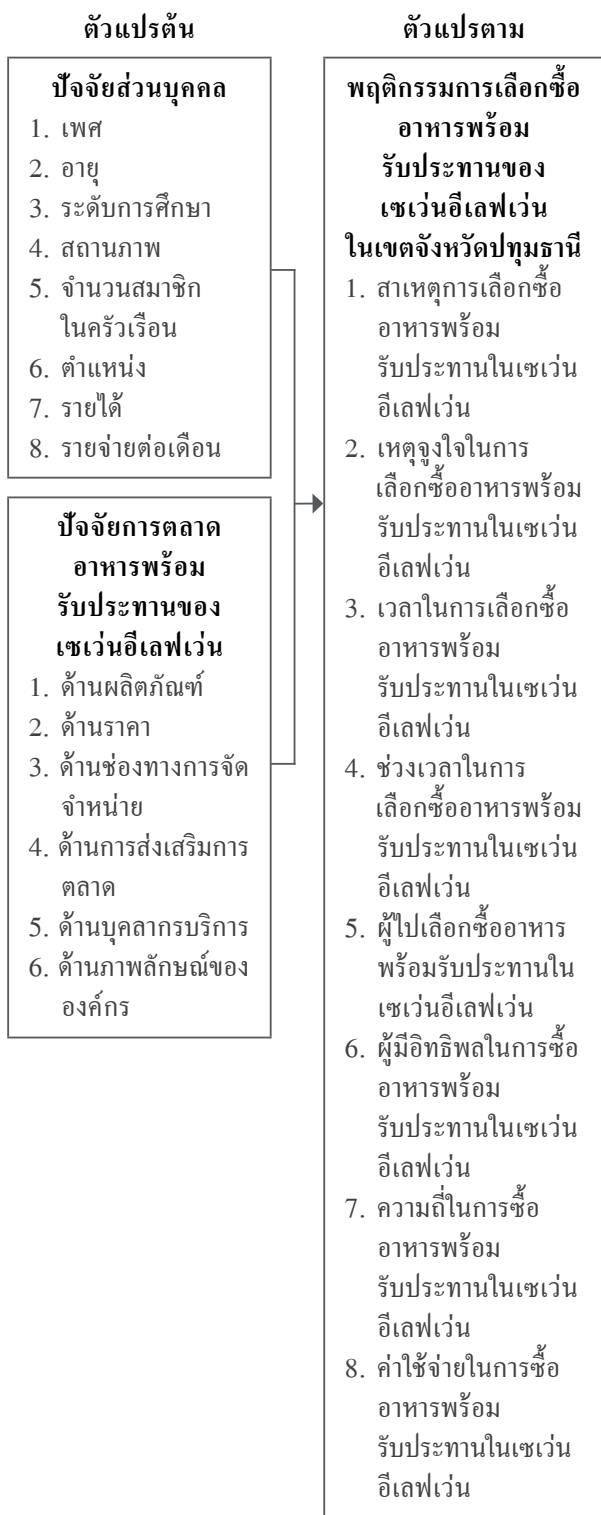 ตัวแปรต้น
ปัจจัยส่วนบุคคล
1. เพศ
2. อายุ
3. ระดับการศึกษา
4. สถานภาพ
5. จำนวนสมาชิก
ในครัวเรือน
6. ตำแหน่ง
7. รายได้
8. รายจ่ายต่อเดือน
ปัจจัยการตลาด
อาหารพร้อม
รับประทานของ
เซเว่นอีเลฟเว่น
1. ด้านผลิตภัณฑ์
2. ด้านราคา
3. ด้านช่องทางการจัด
จำหน่าย
4. ด้านการส่งเสริมการ
ตลาด
5. ด้านบุคลากรบริการ
6. ด้านภาพลักษณ์ของ
องค์กร
ตัวแปรตาม
พฤติกรรมการเลือกซื้อ
อาหารพร้อม
รับประทานของ
เซเว่นอีเลฟเว่น
ในเขตจังหวัดปทุมธานี
1. สาเหตุการเลือกซื้อ
อาหารพร้อม
รับประทานในเซเว่น
อีเลฟเว่น
2. เหตุจูงใจในการ
เลือกซื้ออาหารพร้อม
รับประทานในเซเว่น
อีเลฟเว่น
3. เวลาในการเลือกซื้อ
อาหารพร้อม
รับประทานในเซเว่น
อีเลฟเว่น
4. ช่วงเวลาในการ
เลือกซื้ออาหารพร้อม
รับประทานในเซเว่น
อีเลฟเว่น
5. ผู้ไปเลือกซื้ออาหาร
พร้อมรับประทานใน
เซเว่นอีเลฟเว่น
6. ผู้มีอิทธิพลในการซื้อ
อาหารพร้อม
รับประทานในเซเว่น
อีเลฟเว่น
7. ความถี่ในการซื้อ
อาหารพร้อม
รับประทานในเซเว่น
อีเลฟเว่น
8. ค่าใช้จ่ายในการซื้อ
อาหารพร้อม
รับประทานในเซเว่น
อีเลฟเว่น